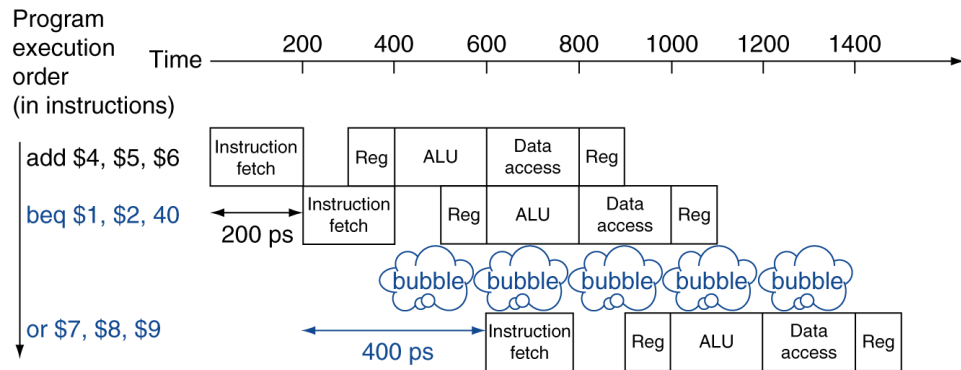 Program
execution
order
(in instructions)
Time
200 400 600 800 1000 1200 1400
add $4, $5, $6
Instruction
fetch
Reg
ALU
Data
access
Reg
beq $1, $2, 40
200 ps
Instruction
fetch
Reg
ALU
Data
access
Reg
bubble bubble bubble bubble bubble
or $7, $8, $9
400 ps
Instruction
fetch
Reg
ALU
Data
access
Reg